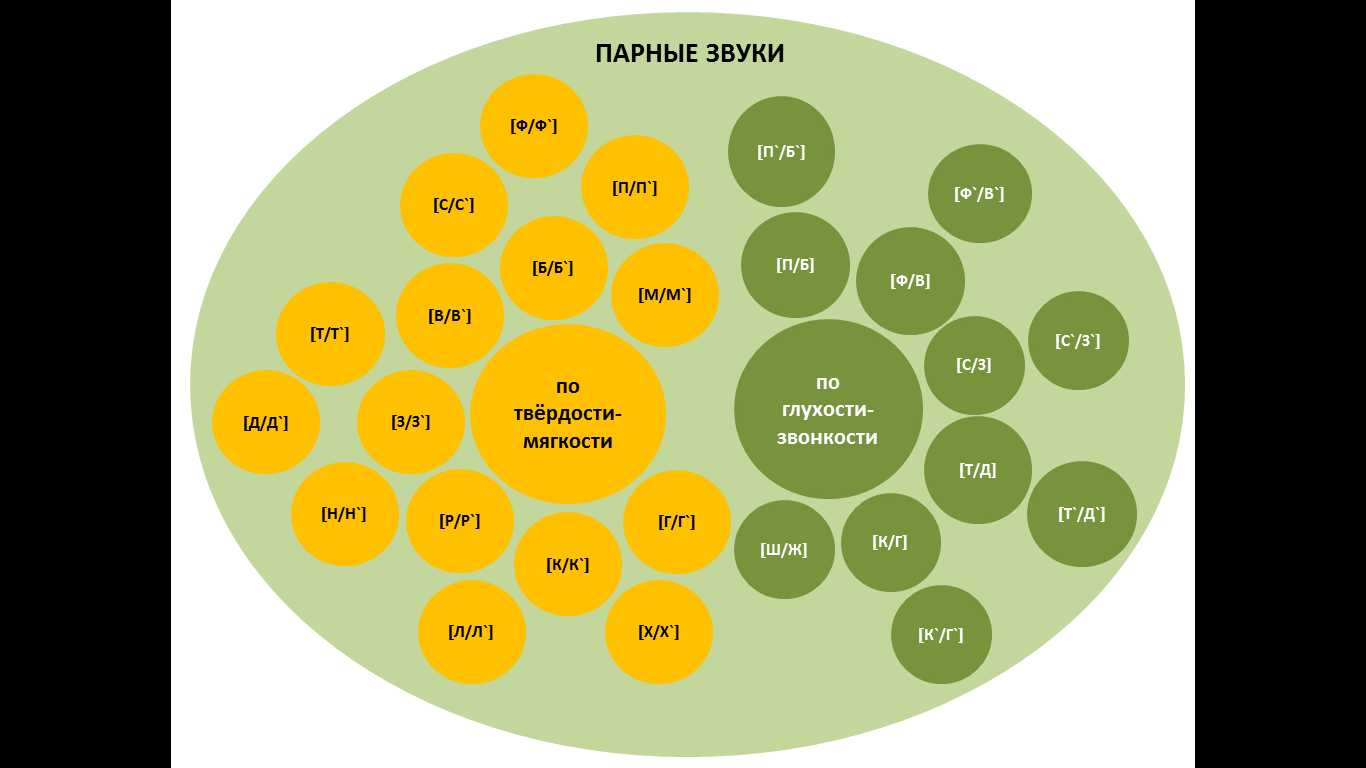 ПАРНЫЕ ЗВУКИ
[Ф/Ф`]
[П/П`]
[С/С`]
[Б/Б`]
[М/М`]
[В/В`]
[Т/Т`]
[Д/Д`]
[З/З`]
по
твёрдости-
мягкости
[Н/Н`]
[Р/Р`]
[Г/Г`]
[К/К`]
[Л/Л`]
[Х/Х`]
[П`/Б`]
[Ф`/В`]
[П/Б]
[Ф/В]
[С`/З`]
[С/З]
по
глухости-
звонкости
[Т/Д]
[Т`/Д`]
[Ш/Ж]
[К/Г]
[К`/Г`]